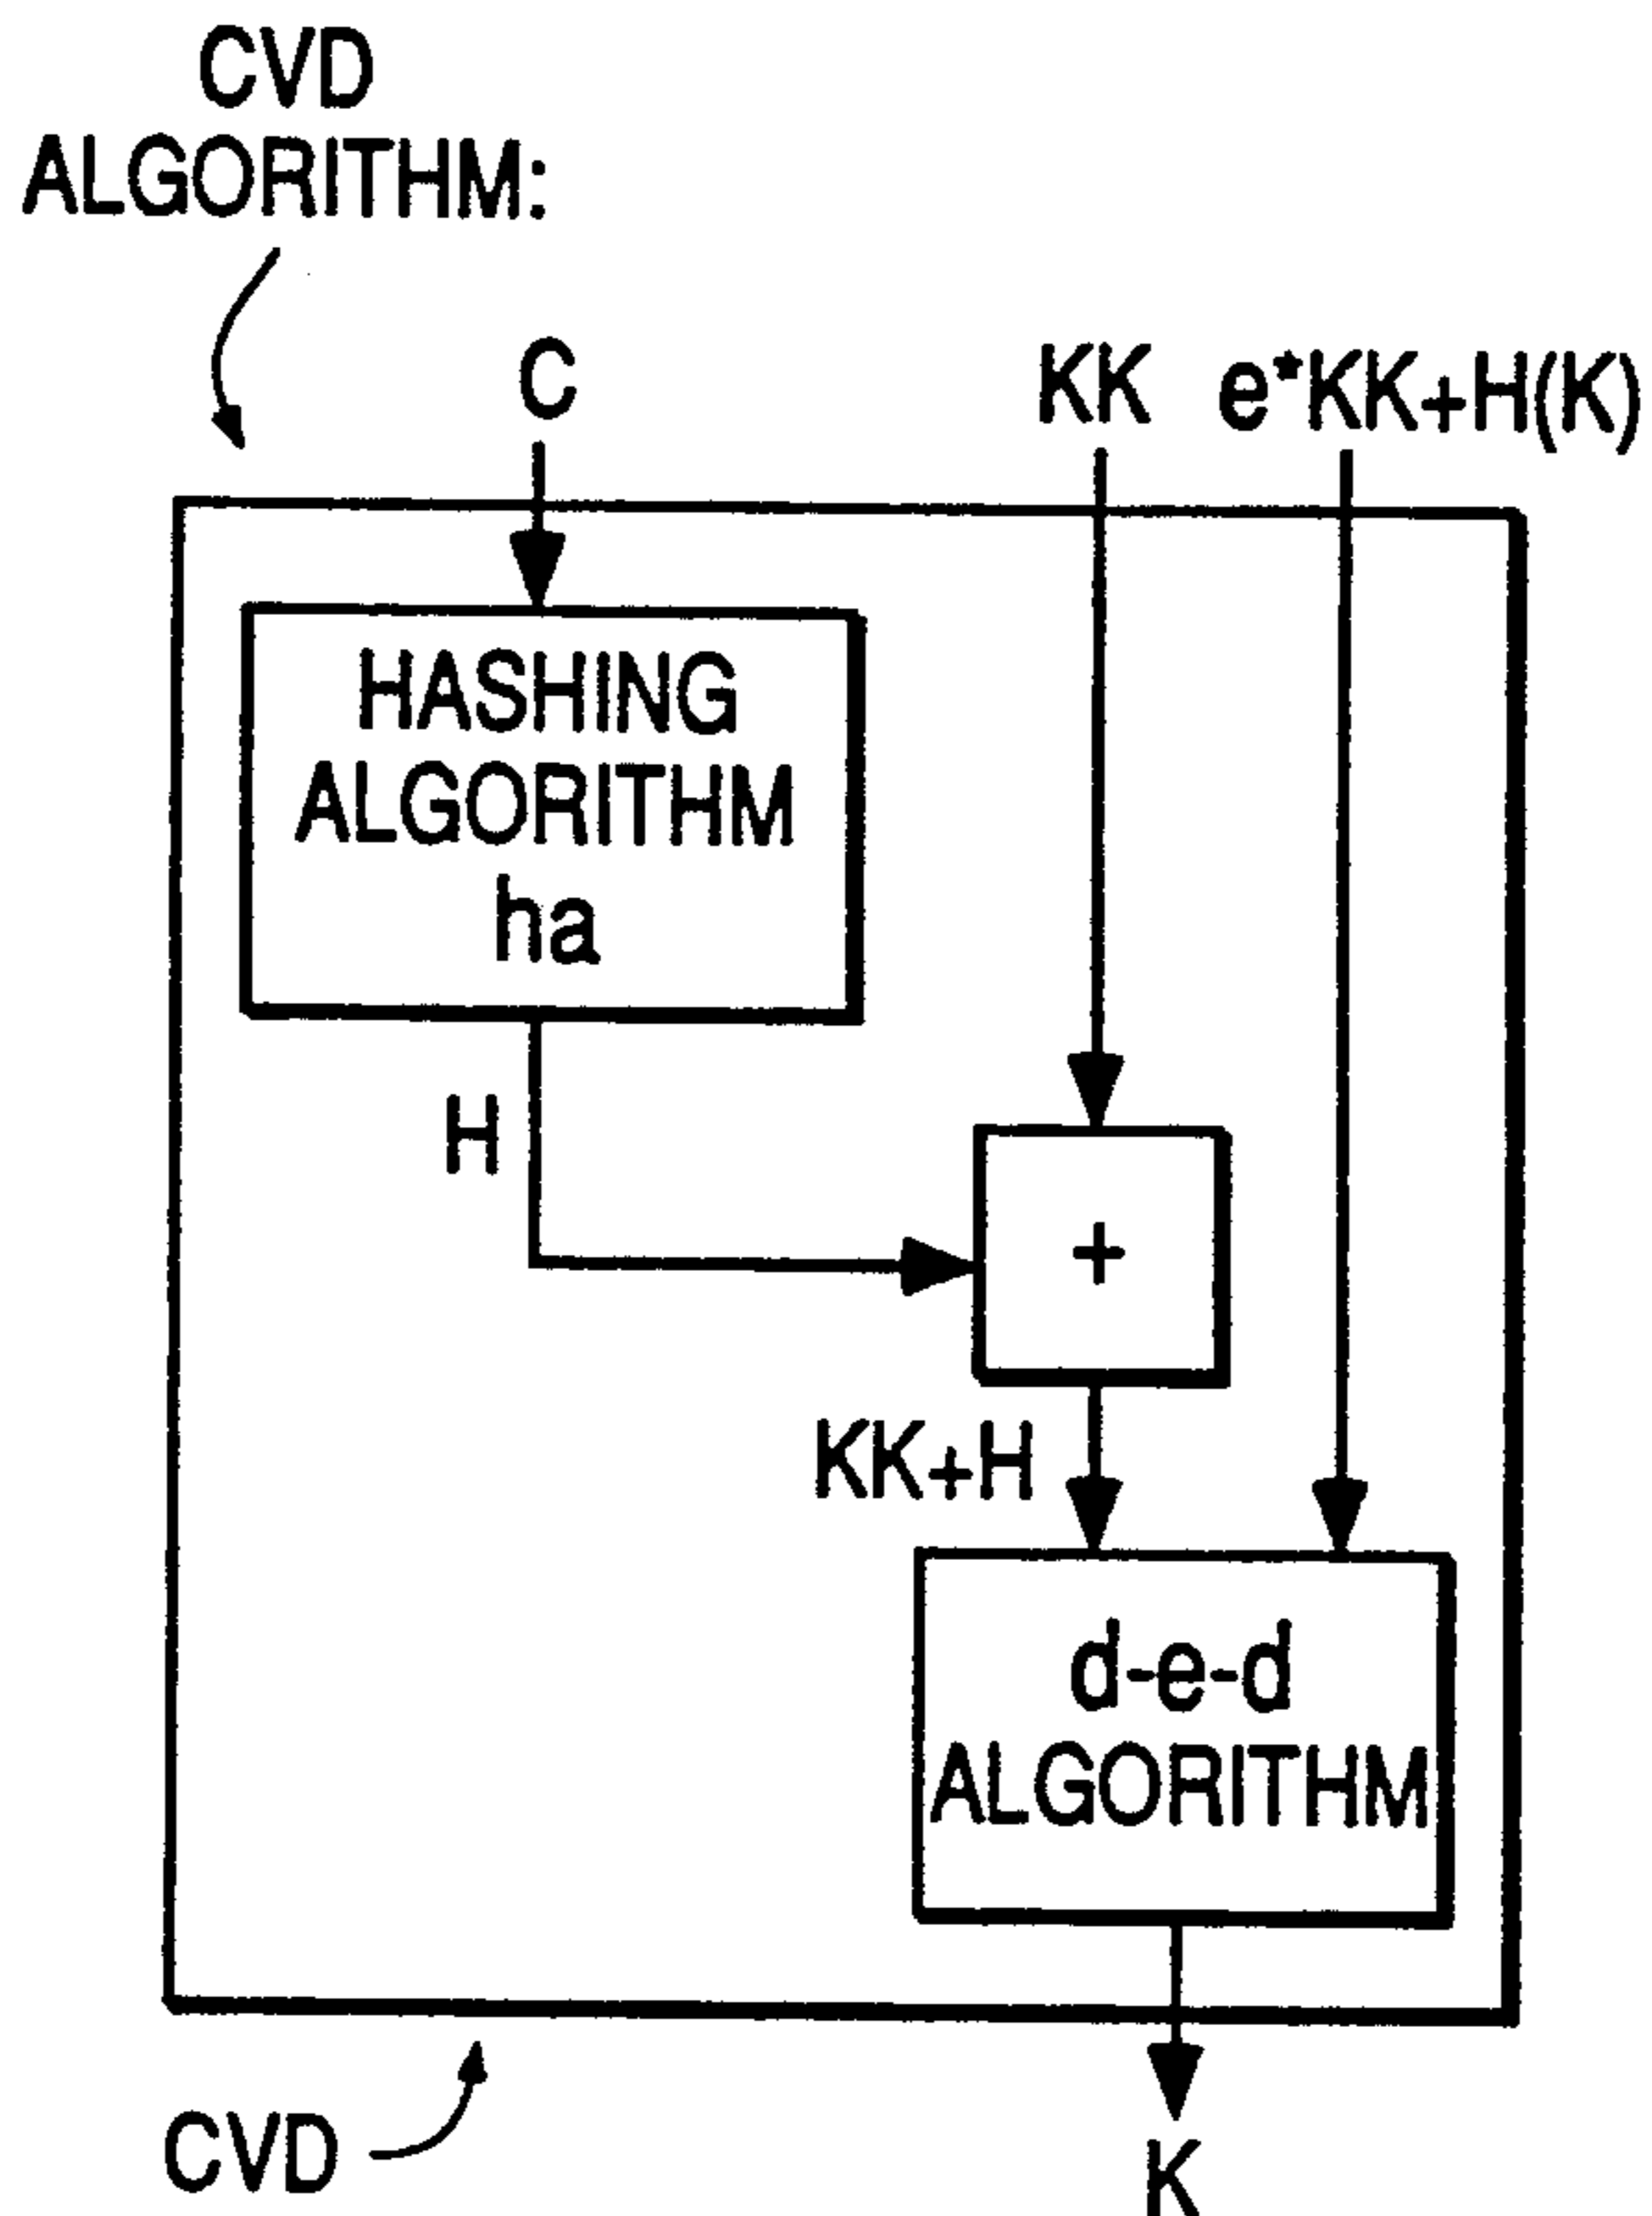 CVD
ALGORITHM:
C
KK
e*KK+H(K)
HASHING
ALGORITHM
ha
H
+
KK+H
d-e-d
ALGORITHM
CVD
K